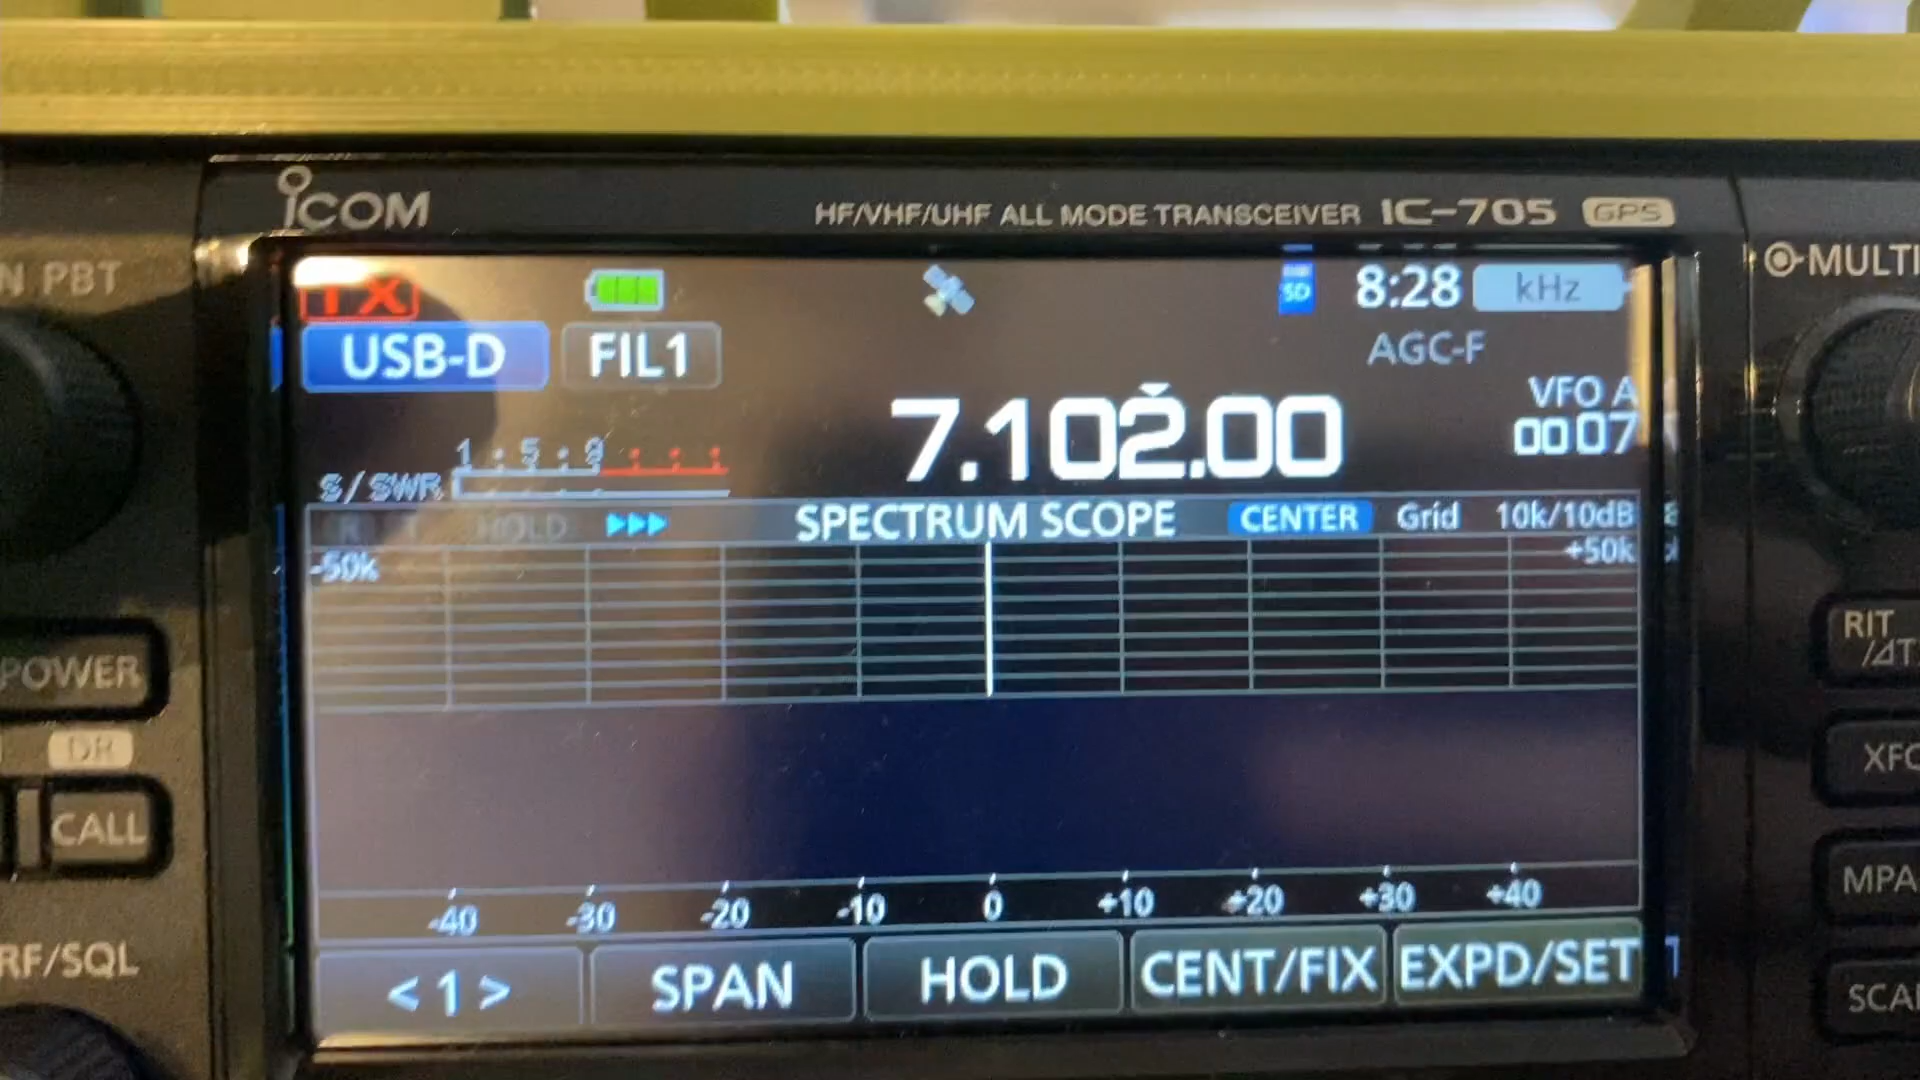 ICOM
HF/VHF/UHF ALL MODE TRANSCEIVER IC-705 GPS
N PBT
MULTI
TX
SD
8:28
kHz
USB-D
FIL1
AGC-F
7.102.00
VFO A
0007
1 : 5 : 9
S/SWR
HOLD
SPECTRUM SCOPE
CENTER
Grid
10k/10dB
-50k
+50k
RIT
POWER
DR
XFC
CALL
MPA
-40 -30 -20 -10 0 +10 +20 +30 +40
RF/SQL
< 1 >
SPAN
HOLD
CENT/FIX
EXPD/SET
SCA